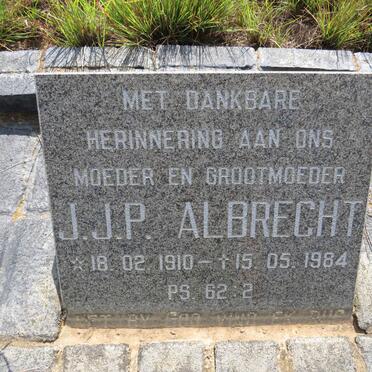 MET DANKBARE
HERINNERING AAN ONS
MOEDER EN GROOTMOEDER
J.J.P. ALBRECHT
*18.02.1910-†15.05.1984
PS. 62:2